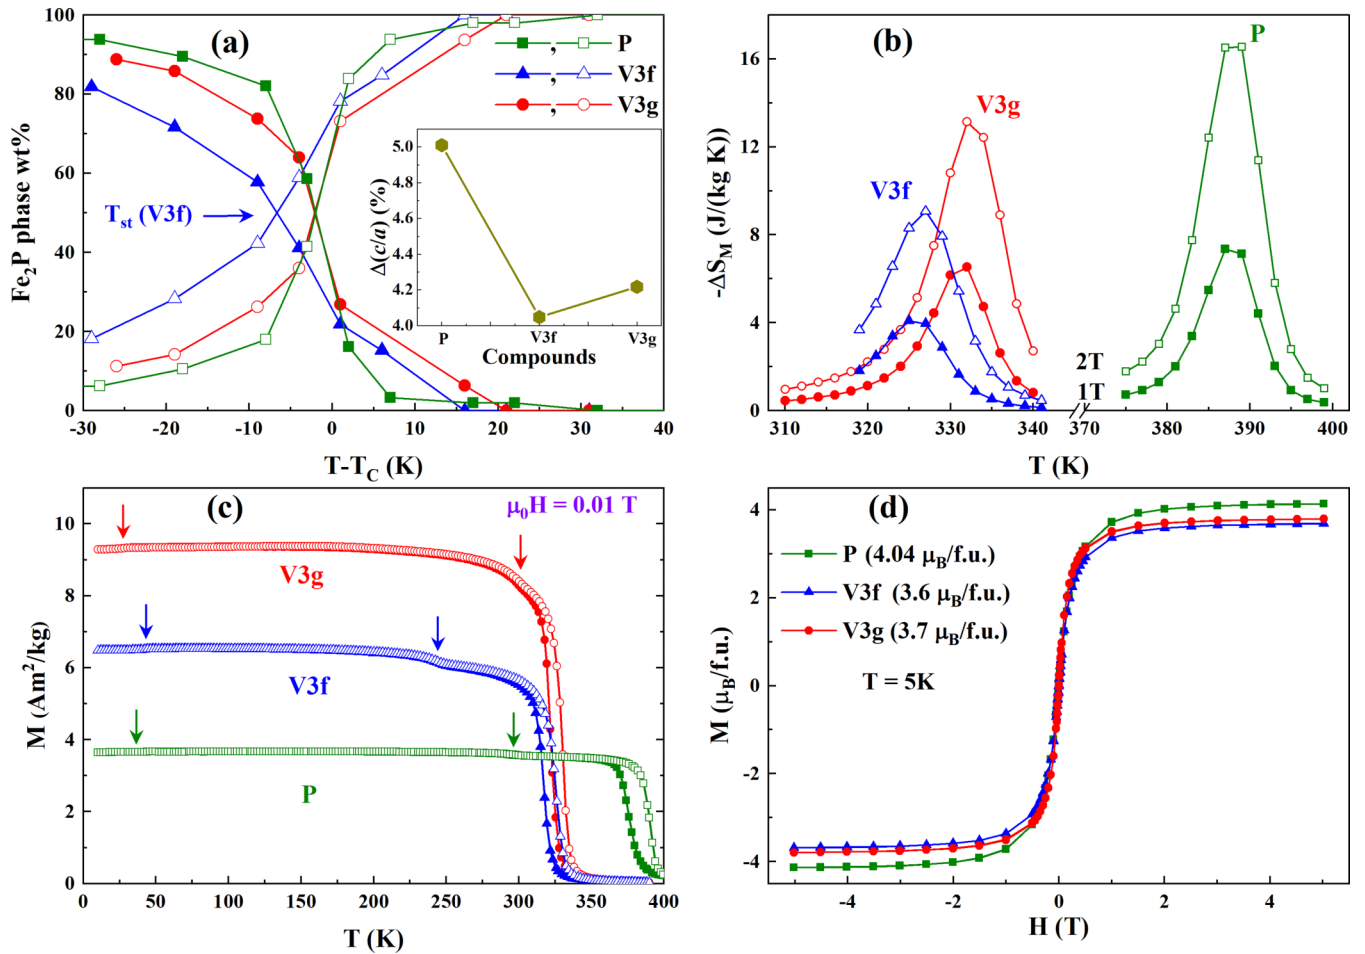 (a)
, P
, V3f
, V3g
Fe2P phase wt%
100
80
60
40
20
0
Tst (V3f)
-30 -20 -10 0 10 20 30 40
T-TC (K)
Δ(c/a) (%)
5.0
4.8
4.6
4.4
4.2
4.0
P V3f V3g
Compounds
(b)
P
V3g
V3f
2T
1T
-ΔSM (J/(kg K))
16
12
8
4
0
310 320 330 340 370 380 390 400
T (K)
(c)
μ0H = 0.01 T
V3g
V3f
P
M (Am2/kg)
10
8
6
4
2
0
0 50 100 150 200 250 300 350 400
T (K)
(d)
P (4.04 μB/f.u.)
V3f (3.6 μB/f.u.)
V3g (3.7 μB/f.u.)
T = 5K
M (μB/f.u.)
4
2
0
-2
-4
-4 -2 0 2 4
H (T)